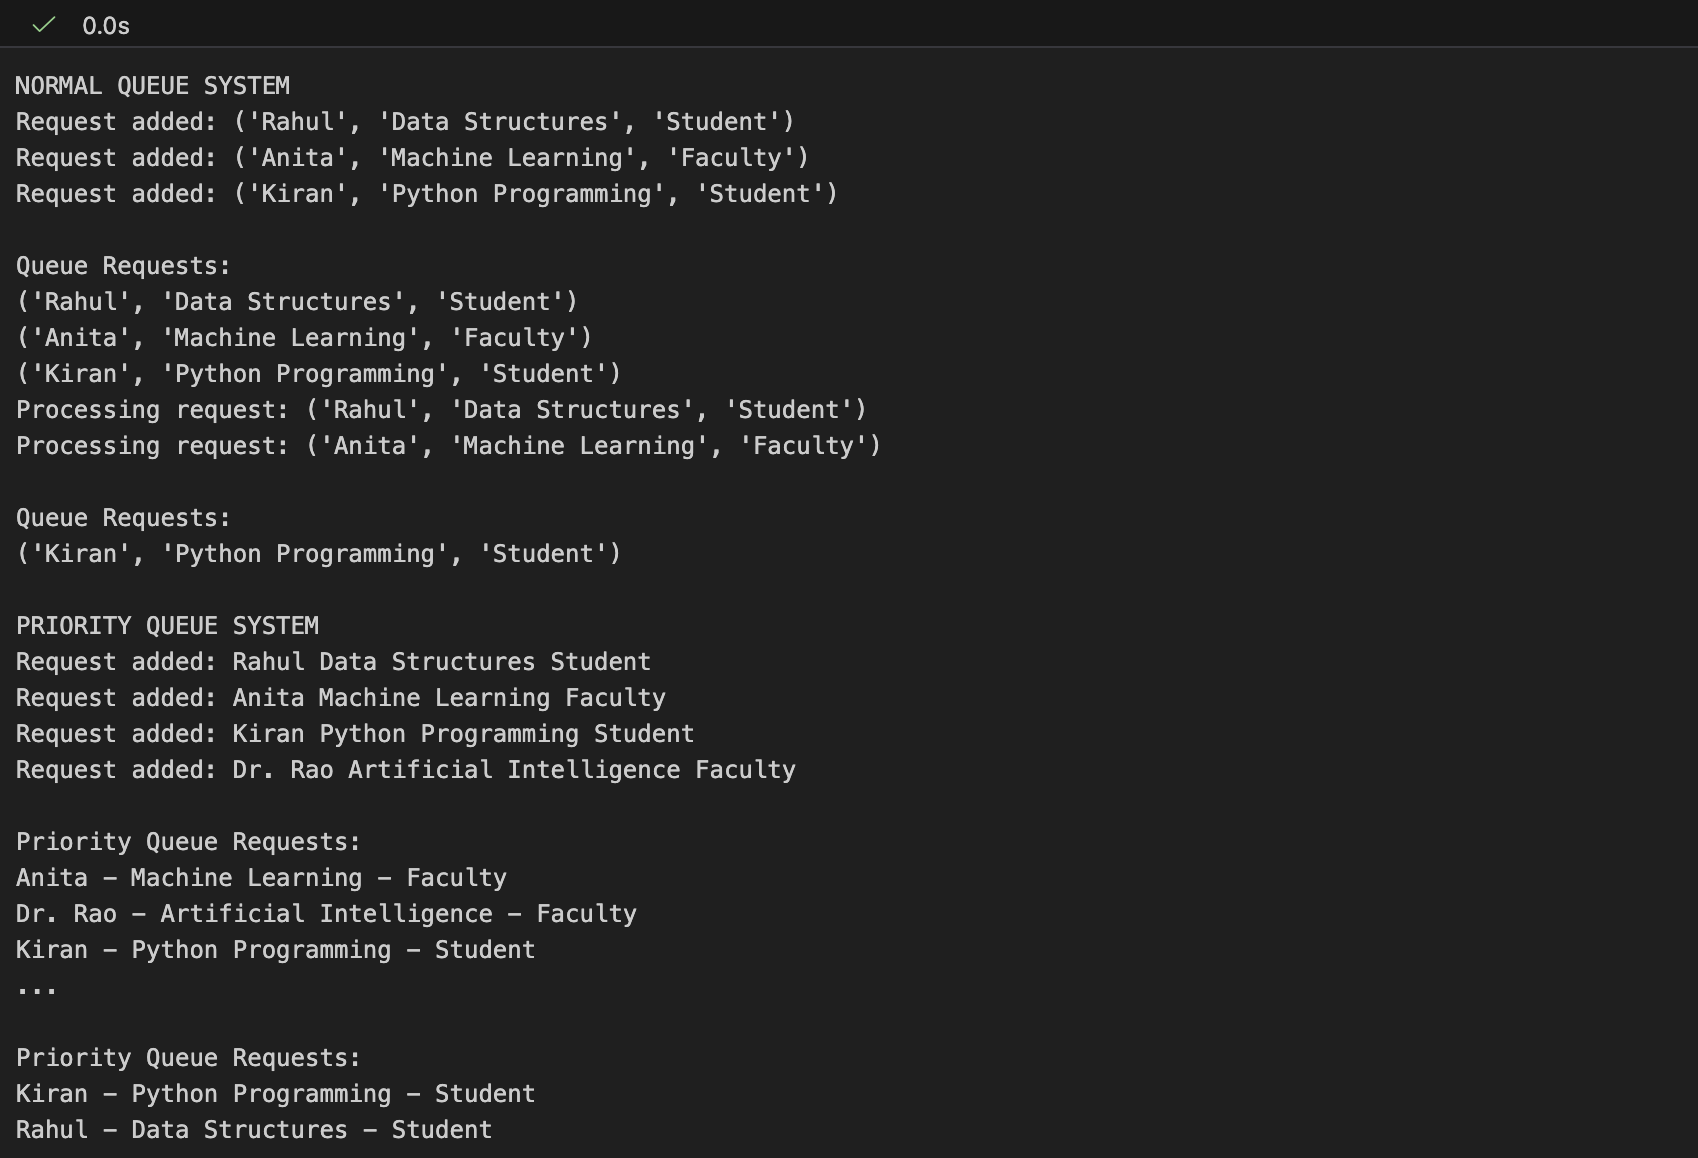 0.0s
NORMAL QUEUE SYSTEM
Request added: ('Rahul', 'Data Structures', 'Student')
Request added: ('Anita', 'Machine Learning', 'Faculty')
Request added: ('Kiran', 'Python Programming', 'Student')
Queue Requests:
('Rahul', 'Data Structures', 'Student')
('Anita', 'Machine Learning', 'Faculty')
('Kiran', 'Python Programming', 'Student')
Processing request: ('Rahul', 'Data Structures', 'Student')
Processing request: ('Anita', 'Machine Learning', 'Faculty')
Queue Requests:
('Kiran', 'Python Programming', 'Student')
PRIORITY QUEUE SYSTEM
Request added: Rahul Data Structures Student
Request added: Anita Machine Learning Faculty
Request added: Kiran Python Programming Student
Request added: Dr. Rao Artificial Intelligence Faculty
Priority Queue Requests:
Anita - Machine Learning - Faculty
Dr. Rao - Artificial Intelligence - Faculty
Kiran - Python Programming - Student
...
Priority Queue Requests:
Kiran - Python Programming - Student
Rahul - Data Structures - Student